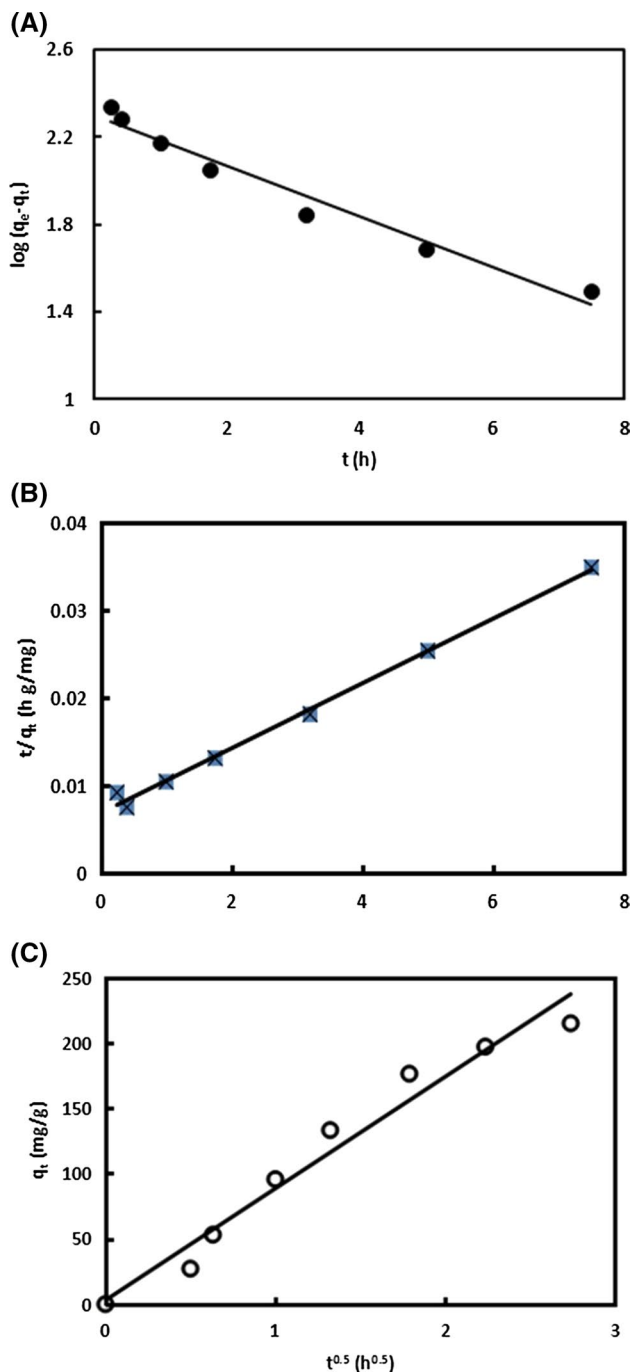 (A)
2.6
2.2
1.8
1.4
1
log (qₑ-qₜ)
0 2 4 6 8
t (h)
(B)
0.04
0.03
0.02
0.01
0
t/qₜ (h g/mg)
0 2 4 6 8
(C)
250
200
150
100
50
0
qₜ (mg/g)
0 1 2 3
t⁰·⁵ (h⁰·⁵)